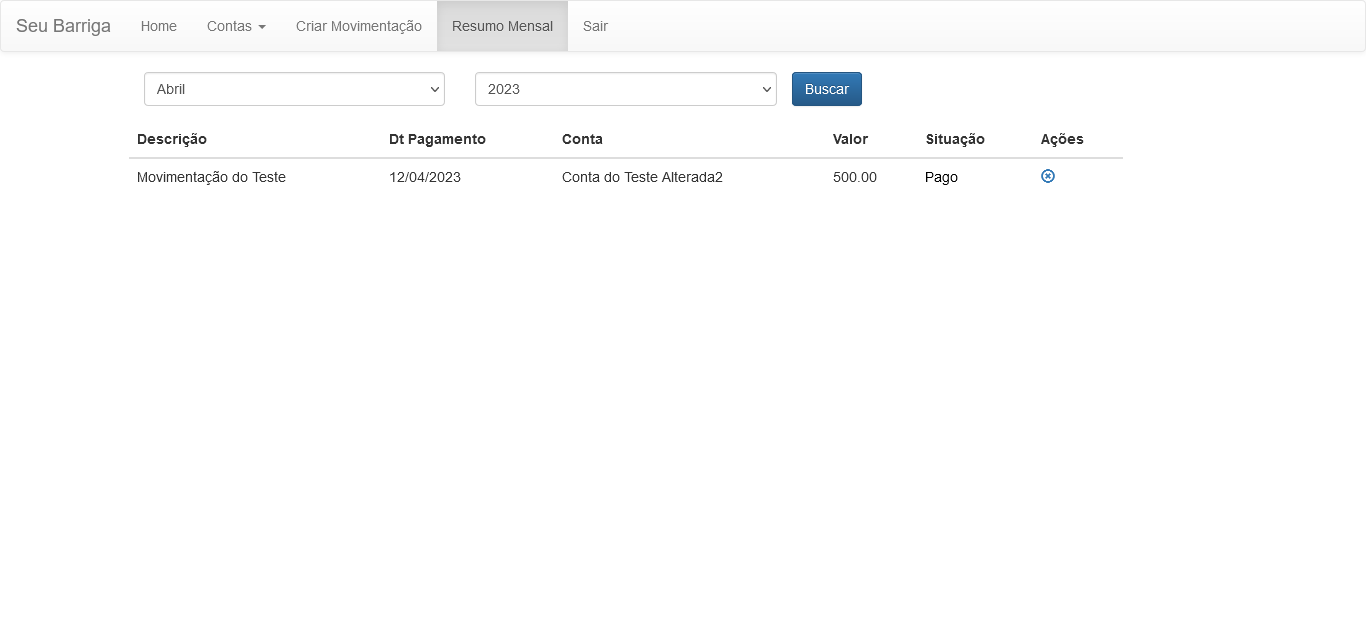 Seu Barriga Home Contas Criar Movimentação Resumo Mensal Sair
Abril 2023 Buscar
Descrição Dt Pagamento Conta Valor Situação Ações
Movimentação do Teste 12/04/2023 Conta do Teste Alterada2 500.00 Pago